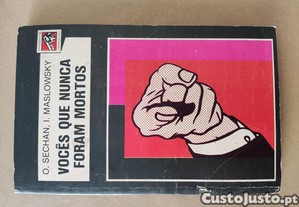 O. SECHAN, I. MASLOWSKY
VOCÊS QUE NUNCA
FORAM MORTOS
CustoJusto.pt